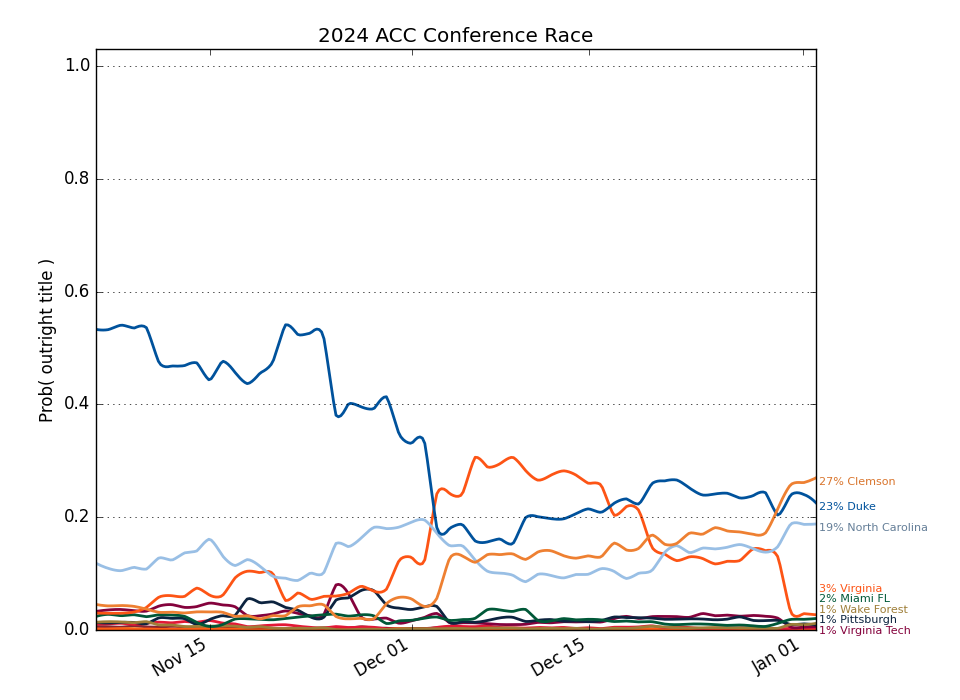 2024 ACC Conference Race
Prob( outright title )
1.0
0.8
0.6
0.4
0.2
0.0
Nov 15
Dec 01
Dec 15
Jan 01
27% Clemson
23% Duke
19% North Carolina
3% Virginia
2% Miami FL
1% Wake Forest
1% Pittsburgh
1% Virginia Tech